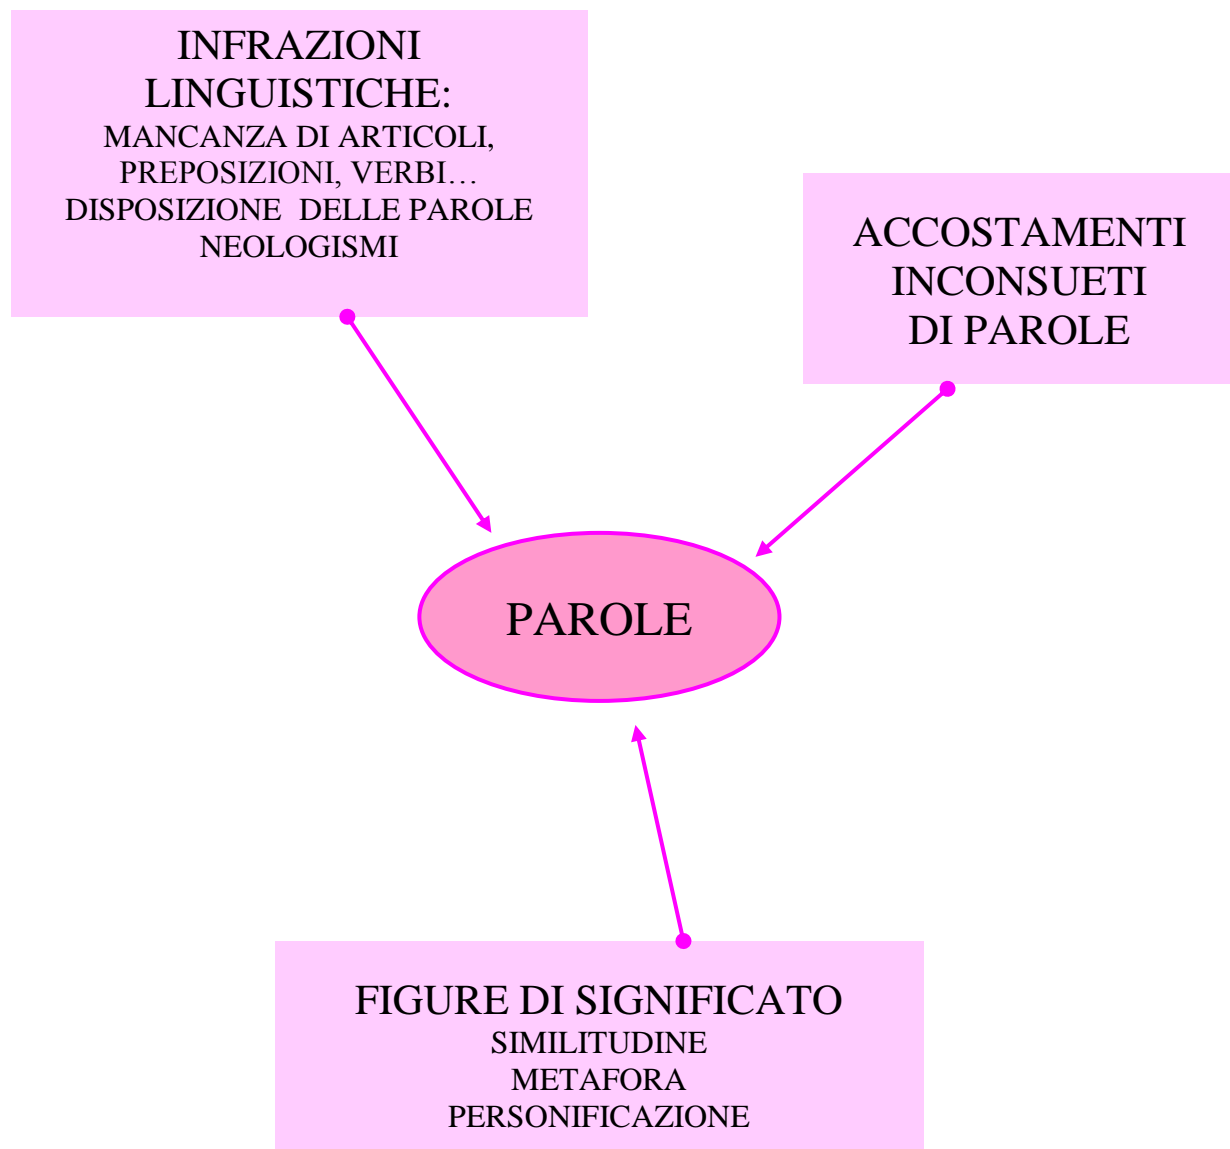 INFRAZIONI
LINGUISTICHE:
MANCANZA DI ARTICOLI,
PREPOSIZIONI, VERBI…
DISPOSIZIONE DELLE PAROLE
NEOLOGISMI
ACCOSTAMENTI
INCONSUETI
DI PAROLE
PAROLE
FIGURE DI SIGNIFICATO
SIMILITUDINE
METAFORA
PERSONIFICAZIONE